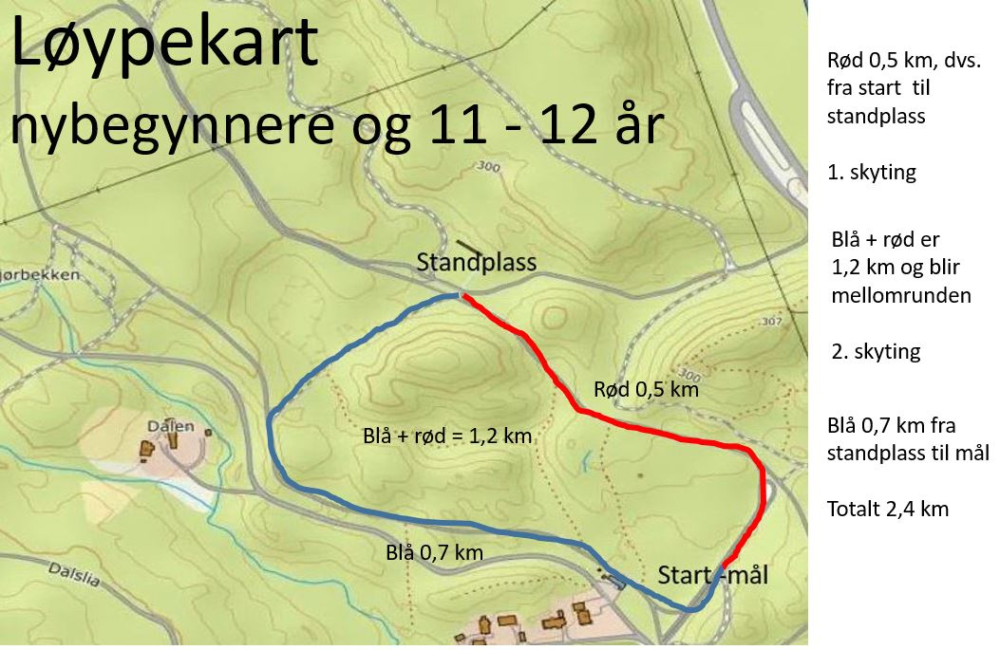 Løypekart
nybegynnere og 11 - 12 år
300
Standplass
ørbekken
307
300
Rød 0,5 km
Dalen
Blå + rød = 1,2 km
Blå 0,7 km
Dalslia
Start -mål
Rød 0,5 km, dvs.
fra start til
standplass
1. skyting
Blå + rød er
1,2 km og blir
mellomrunden
2. skyting
Blå 0,7 km fra
standplass til mål
Totalt 2,4 km